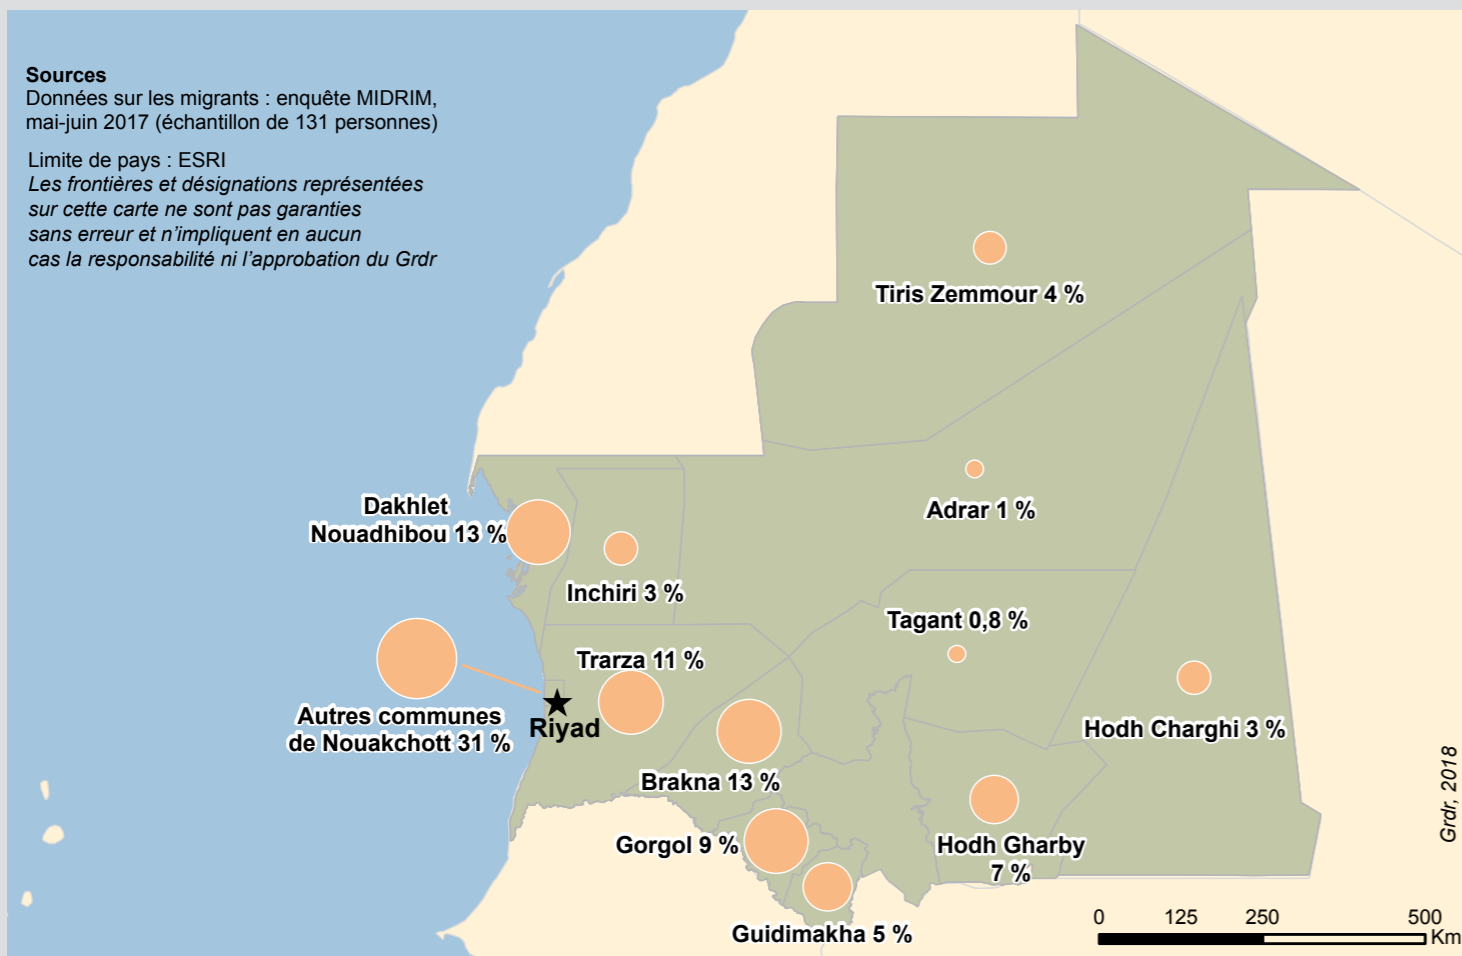 Sources
Données sur les migrants : enquête MIDRIM,
mai-juin 2017 (échantillon de 131 personnes)
Limite de pays : ESRI
Les frontières et désignations représentées
sur cette carte ne sont pas garanties
sans erreur et n’impliquent en aucun
cas la responsabilité ni l’approbation du Grdr
Tiris Zemmour 4 %
Adrar 1 %
Dakhlet
Nouadhibou 13 %
Inchiri 3 %
Tagant 0,8 %
Trarza 11 %
Autres communes
de Nouakchott 31 %
Riyad
Hodh Charghi 3 %
Brakna 13 %
Gorgol 9 %
Hodh Gharby
7 %
Guidimakha 5 %
Grdr, 2018
0 125 250 500
Km